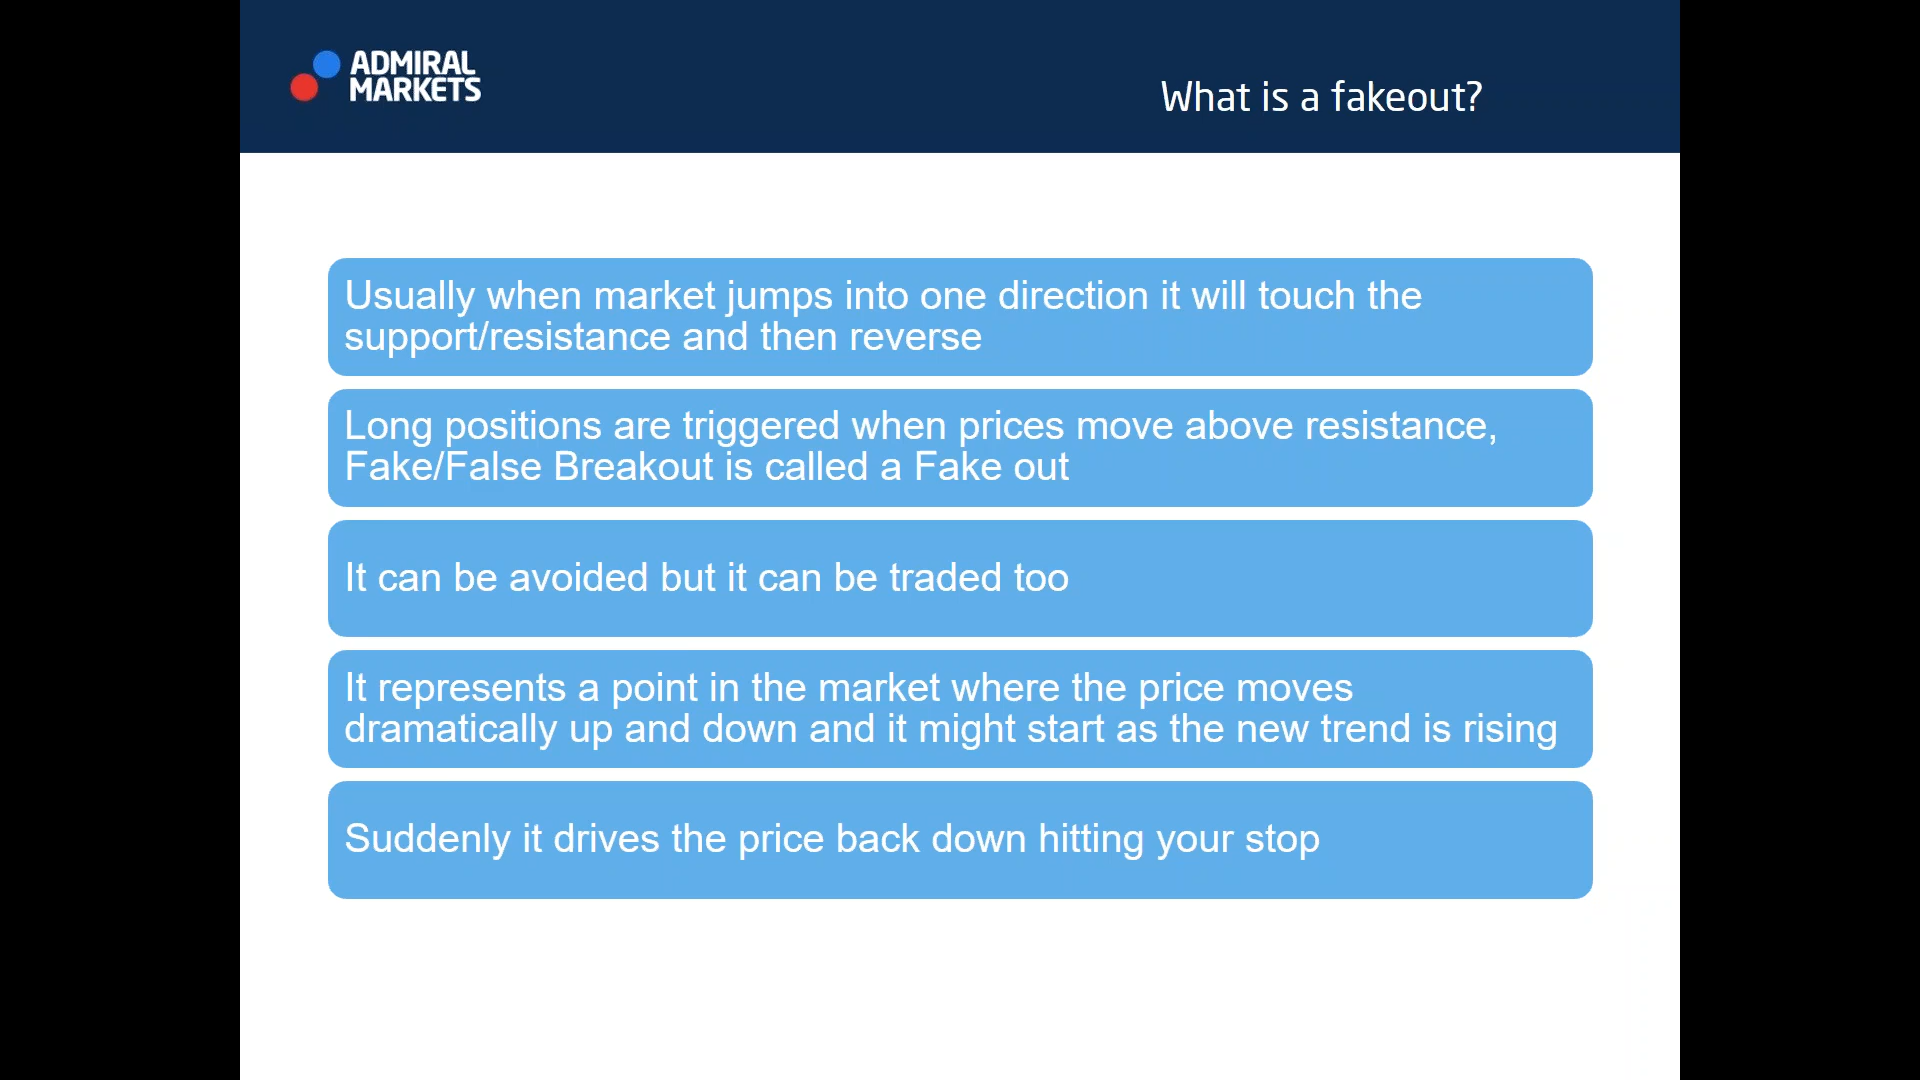 ADMIRAL
MARKETS
What is a fakeout?
Usually when market jumps into one direction it will touch the
support/resistance and then reverse
Long positions are triggered when prices move above resistance,
Fake/False Breakout is called a Fake out
It can be avoided but it can be traded too
It represents a point in the market where the price moves
dramatically up and down and it might start as the new trend is rising
Suddenly it drives the price back down hitting your stop